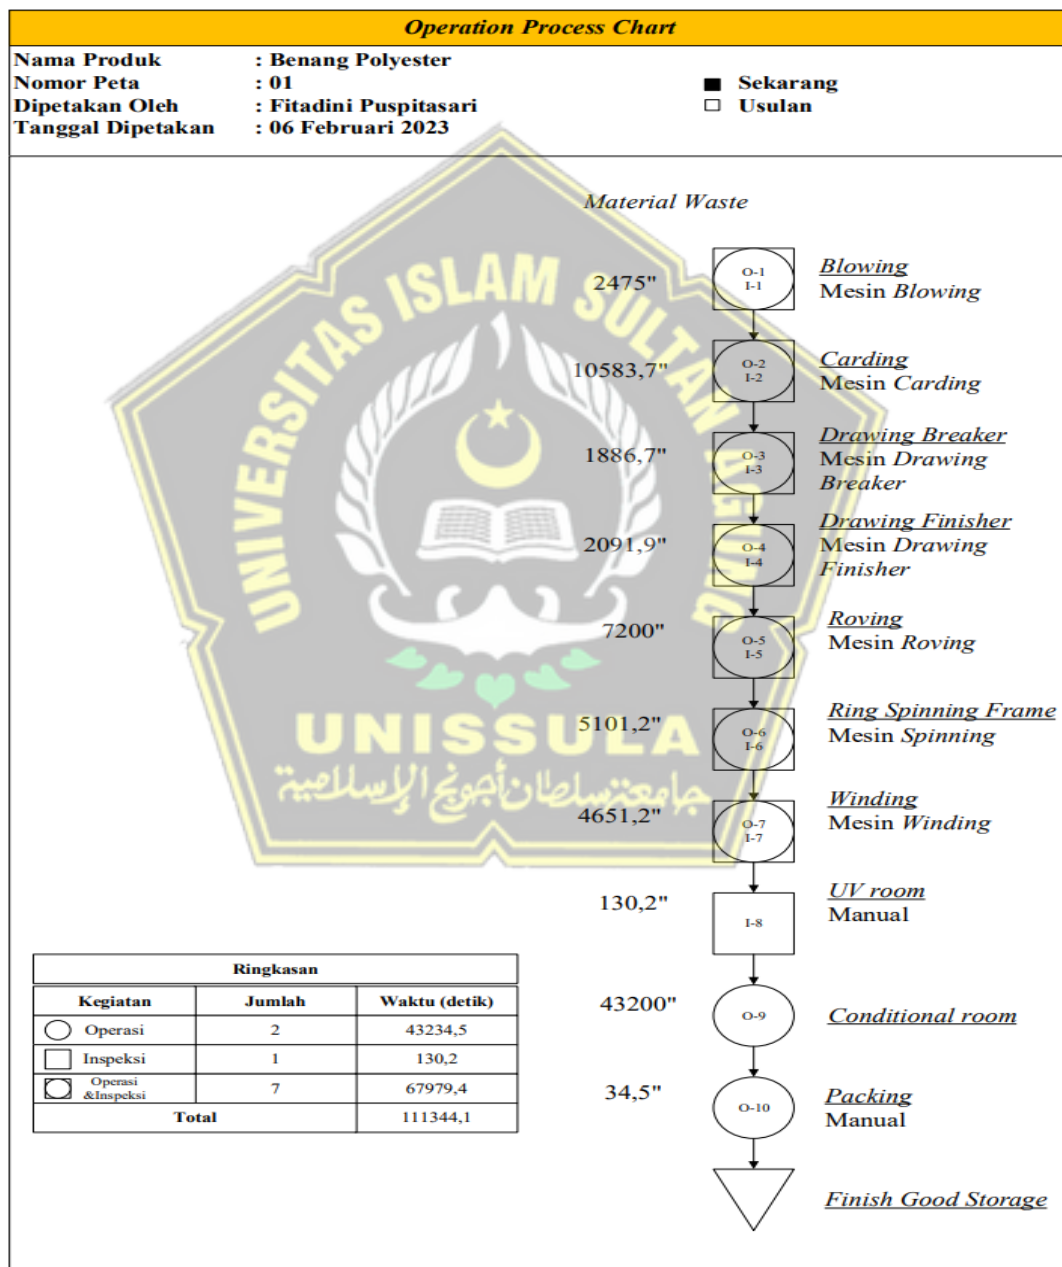 Operation Process Chart
Nama Produk : Benang Polyester
Nomor Peta : 01
Dipetakan Oleh : Fitadini Puspitasari
Tanggal Dipetakan : 06 Februari 2023
■ Sekarang
□ Usulan
Material Waste
2475"
O-1
I-1
Blowing
Mesin Blowing
10583,7"
O-2
I-2
Carding
Mesin Carding
1886,7"
O-3
I-3
Drawing Breaker
Mesin Drawing
Breaker
2091,9"
O-4
I-4
Drawing Finisher
Mesin Drawing
Finisher
7200"
O-5
I-5
Roving
Mesin Roving
5101,2"
O-6
I-6
Ring Spinning Frame
Mesin Spinning
4651,2"
O-7
I-7
Winding
Mesin Winding
130,2"
I-8
UV room
Manual
43200"
O-9
Conditional room
34,5"
O-10
Packing
Manual
Finish Good Storage
Ringkasan
Kegiatan Jumlah Waktu (detik)
Operasi 2 43234,5
Inspeksi 1 130,2
Operasi
&Inspeksi 7 67979,4
Total 111344,1
UNIVERSITAS ISLAM SULTAN AGUNG
UNISSULA
جامعة سلطان أجونج الإسلامية